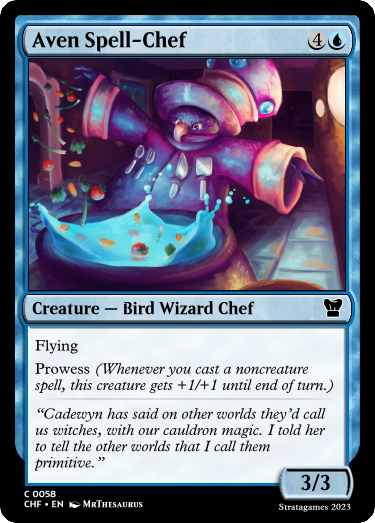 Aven Spell-Chef 4
Creature — Bird Wizard Chef
Flying
Prowess (Whenever you cast a noncreature
spell, this creature gets +1/+1 until end of turn.)
“Cadewyn has said on other worlds they’d call
us witches, with our cauldron magic. I told her
to tell the other worlds that I call them
primitive.”
3/3
C 0058
CHF • EN MrThesaurus
Stratagames 2023